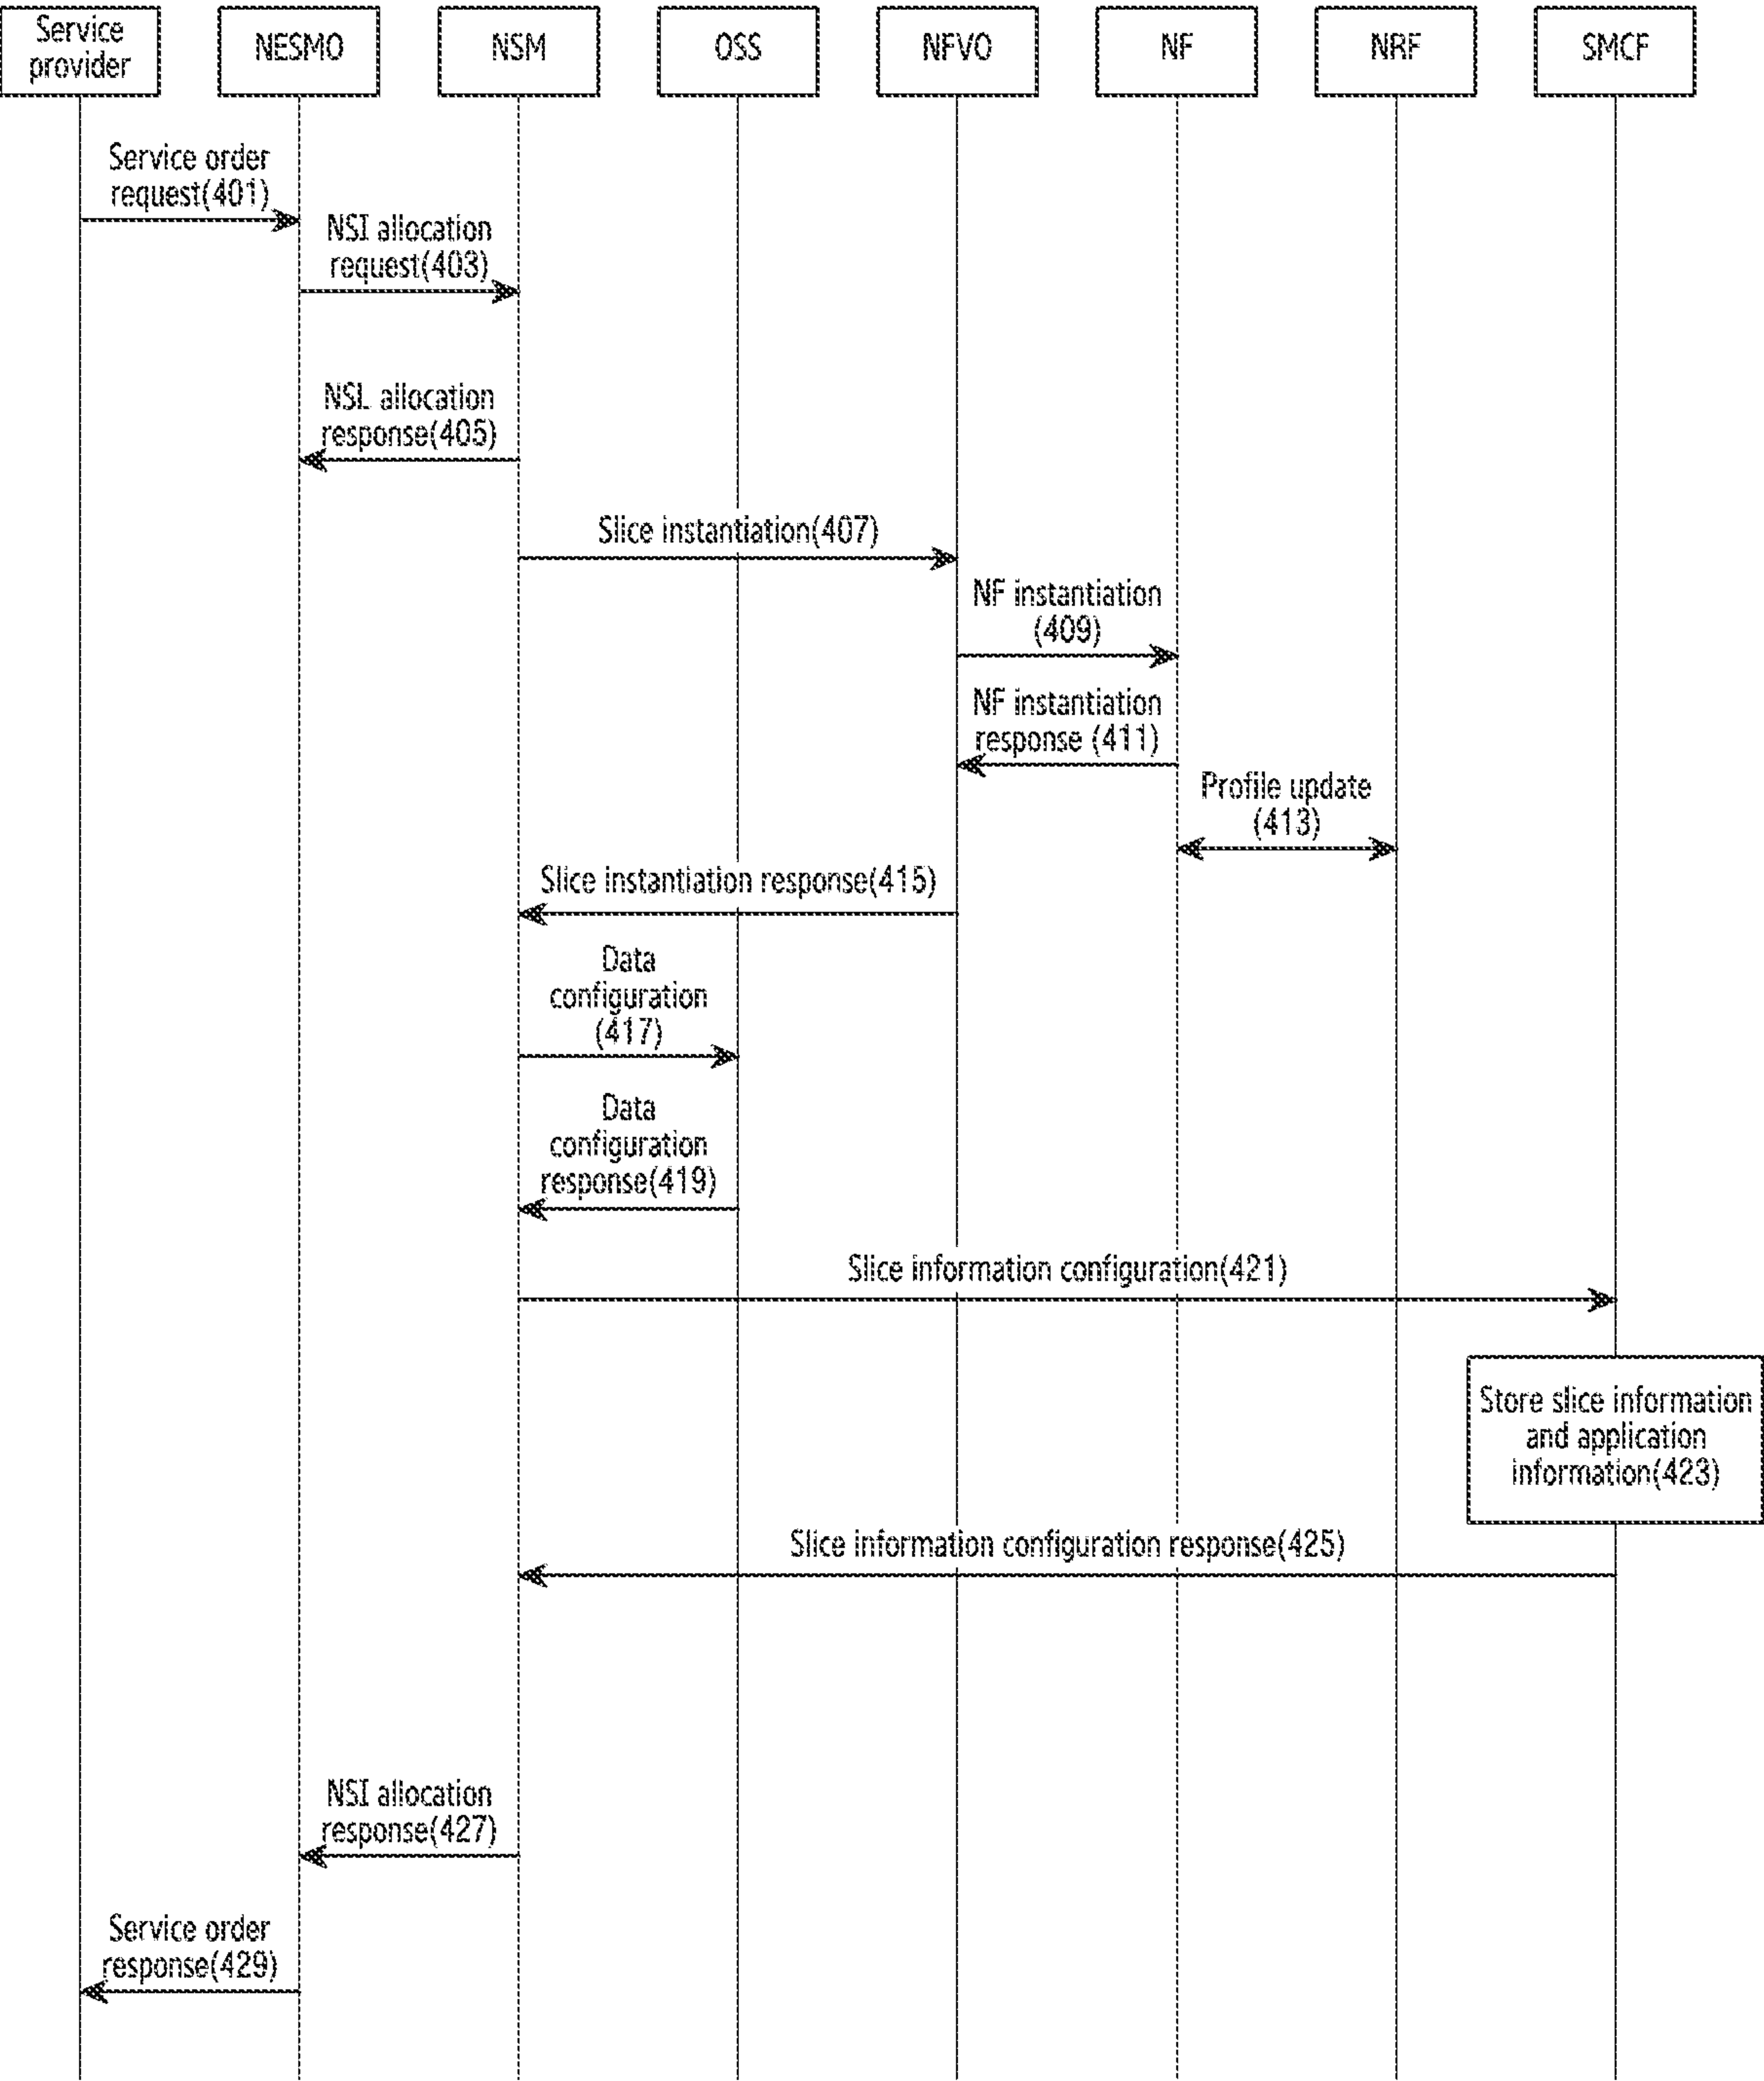 Service
provider
NESMO
NSM
OSS
NFVO
NF
NRF
SMCF
Service order
request(401)
NSI allocation
request(403)
NSL allocation
response(405)
Slice instantiation(407)
NF instantiation
(409)
NF instantiation
response (411)
Profile update
(413)
Slice instantiation response(415)
Data
configuration
(417)
Data
configuration
response(419)
Slice information configuration(421)
Store slice information
and application
information(423)
Slice information configuration response(425)
NSI allocation
response(427)
Service order
response(429)